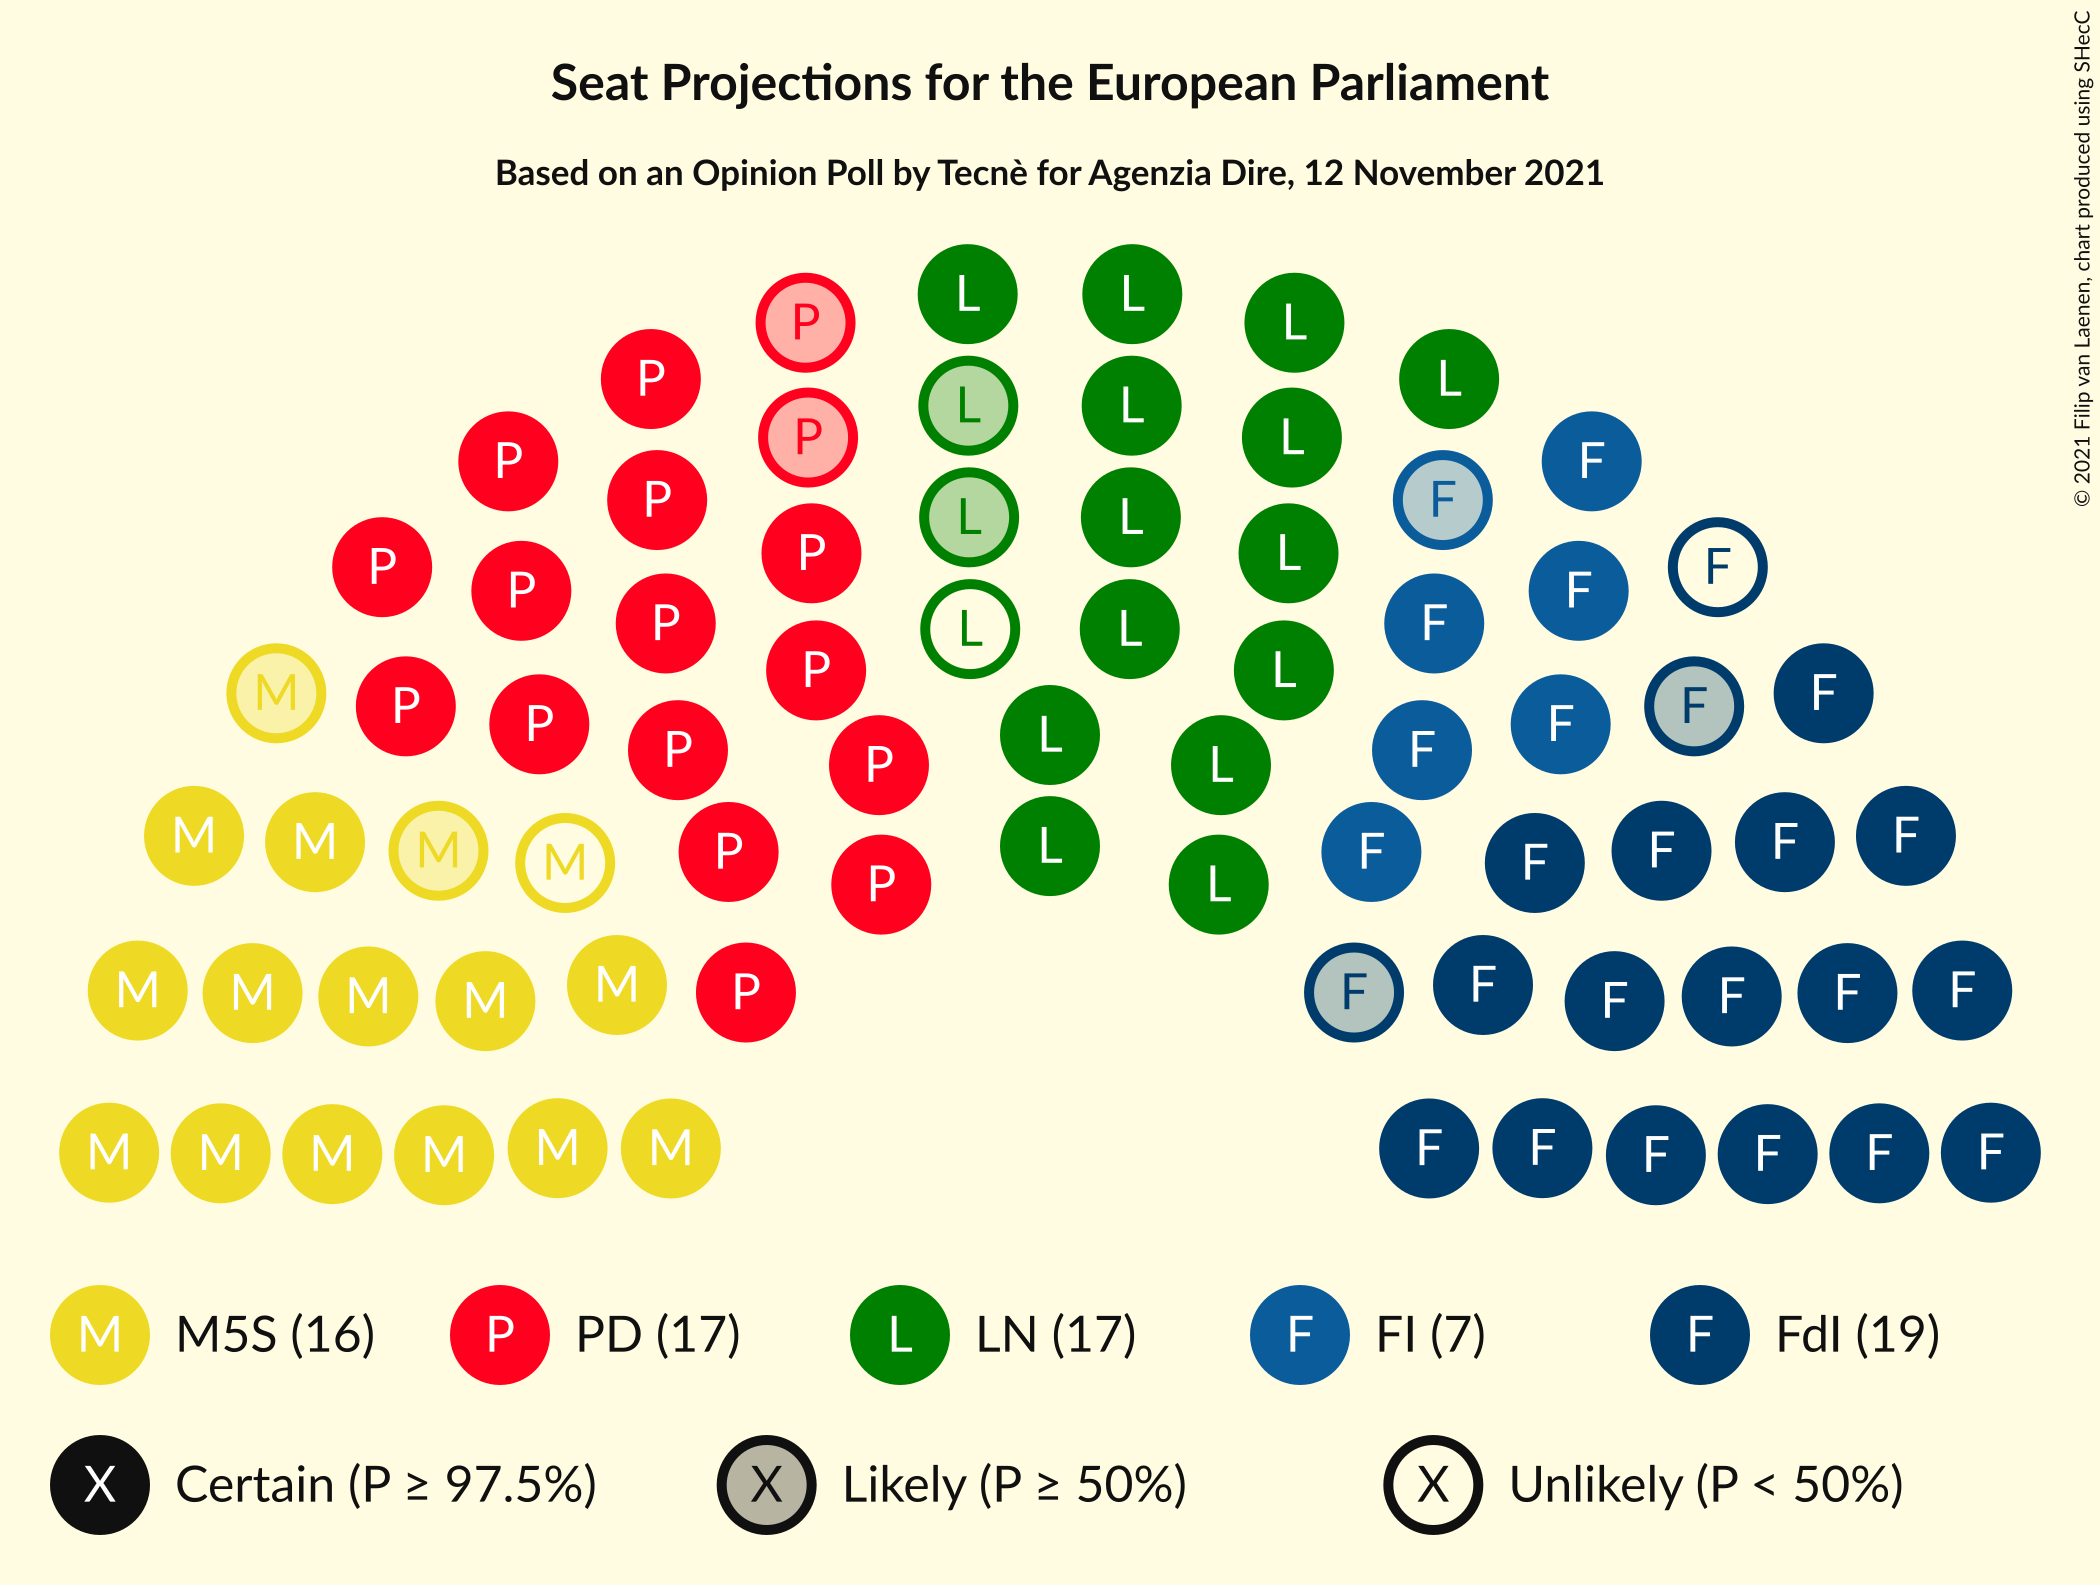 Seat Projections for the European Parliament
Based on an Opinion Poll by Tecnè for Agenzia Dire, 12 November 2021
© 2021 Filip van Laenen, chart produced using SHecC
L L
P L L
P L
L L
P L
P F
P F
P L
L
P L
P F
P F
P F
L L
P F
M F
P F
P F
P F
L
P L
M M F F
M M F F
P F
L
P L
M P F F
M M F F
M M F F
M M P F F F
M M M M M M F F F F F F
M M5S (16) P PD (17) L LN (17) F FI (7) F FdI (19)
X Certain (P ≥ 97.5%) X Likely (P ≥ 50%) X Unlikely (P < 50%)